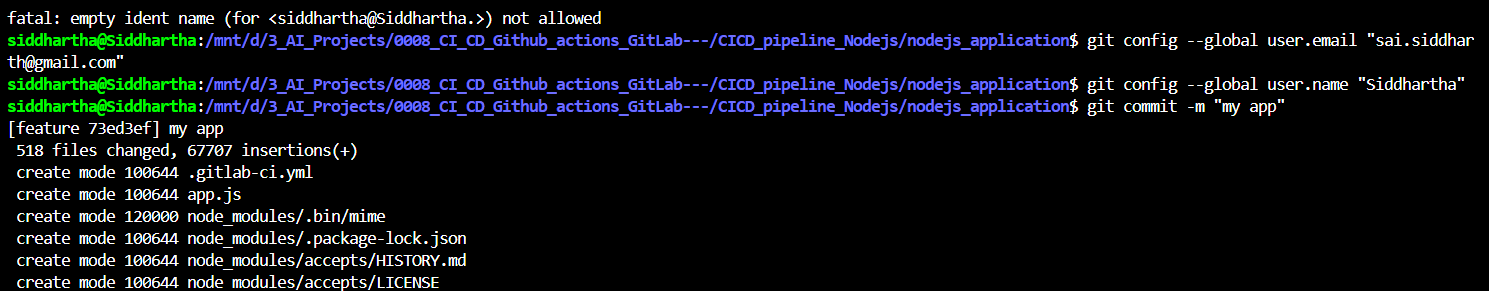 fatal: empty ident name (for <siddhartha@Siddhartha.>) not allowed
siddhartha@Siddhartha:/mnt/d/3_AI_Projects/0008_CI_CD_Github_actions_GitLab---/CICD_pipeline_Nodejs/nodejs_application$ git config --global user.email "sai.siddhar
th@gmail.com"
siddhartha@Siddhartha:/mnt/d/3_AI_Projects/0008_CI_CD_Github_actions_GitLab---/CICD_pipeline_Nodejs/nodejs_application$ git config --global user.name "Siddhartha"
siddhartha@Siddhartha:/mnt/d/3_AI_Projects/0008_CI_CD_Github_actions_GitLab---/CICD_pipeline_Nodejs/nodejs_application$ git commit -m "my app"
[feature 73ed3ef] my app
 518 files changed, 67707 insertions(+)
 create mode 100644 .gitlab-ci.yml
 create mode 100644 app.js
 create mode 120000 node_modules/.bin/mime
 create mode 100644 node_modules/.package-lock.json
 create mode 100644 node_modules/accepts/HISTORY.md
 create mode 100644 node_modules/accepts/LICENSE